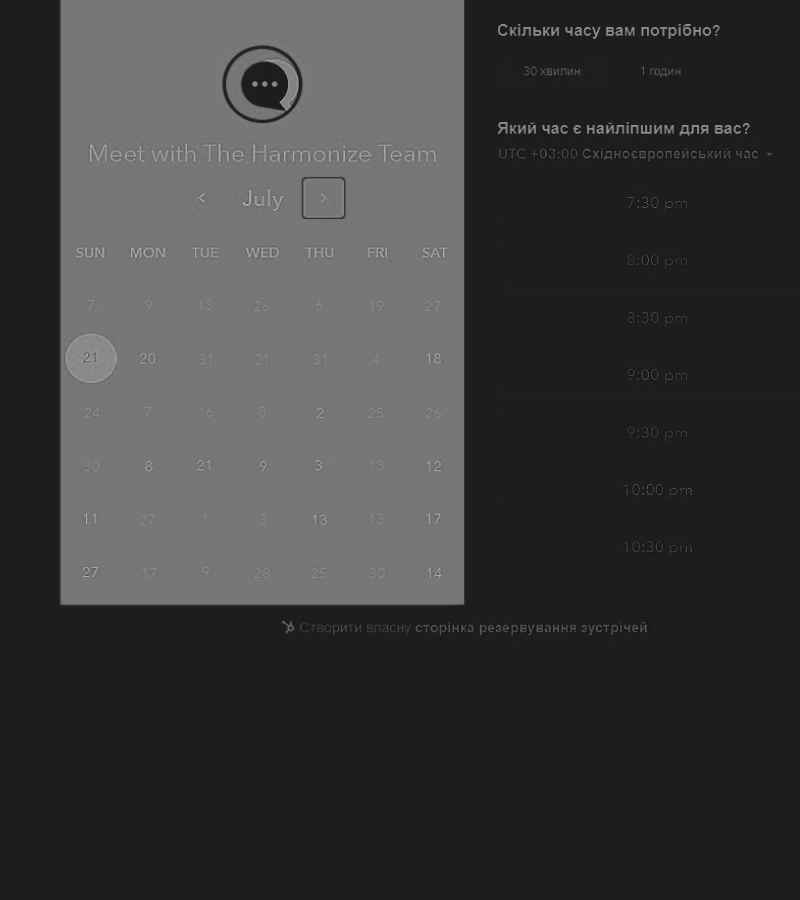 Meet with The Harmonize Team
July
SUN MON TUE WED THU FRI SAT
7 9 13 26 6 19 27
21 20 31 21 31 4 18
24 7 16 8 2 25 26
30 8 21 9 3 13 12
11 27 1 3 13 13 17
27 17 9 28 25 30 14
Скільки часу вам потрібно?
30 хвилин 1 годин
Який час є найліпшим для вас?
UTC +03:00 Східноєвропейський час
7:30 pm
8:00 pm
8:30 pm
9:00 pm
9:30 pm
10:00 pm
10:30 pm
Створити власну сторінка резервування зустрічей